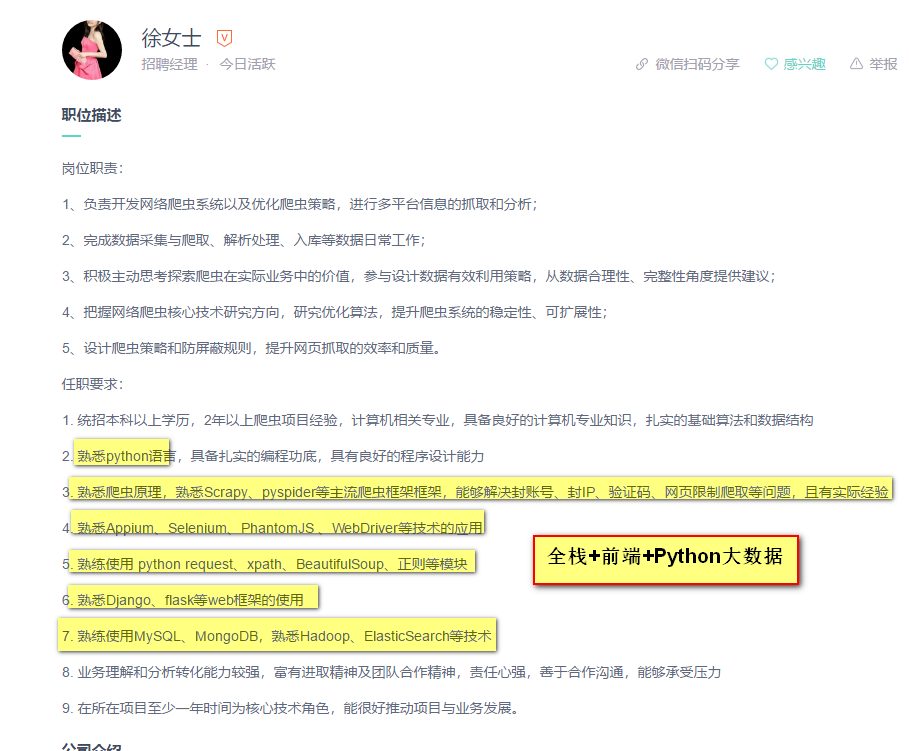 徐女士
招聘经理 · 今日活跃
微信扫码分享 感兴趣 举报
职位描述
岗位职责：
1、负责开发网络爬虫系统以及优化爬虫策略，进行多平台信息的抓取和分析；
2、完成数据采集与爬取、解析处理、入库等数据日常工作；
3、积极主动思考探索爬虫在实际业务中的价值，参与设计数据有效利用策略，从数据合理性、完整性角度提供建议；
4、把握网络爬虫核心技术研究方向，研究优化算法，提升爬虫系统的稳定性、可扩展性；
5、设计爬虫策略和防屏蔽规则，提升网页抓取的效率和质量。
任职要求：
1. 统招本科以上学历，2年以上爬虫项目经验，计算机相关专业，具备良好的计算机专业知识，扎实的基础算法和数据结构
2. 熟悉python语言，具备扎实的编程功底，具有良好的程序设计能力
3. 熟悉爬虫原理，熟悉Scrapy、pyspider等主流爬虫框架框架，能够解决封账号、封IP、验证码、网页限制爬取等问题，且有实际经验
4. 熟悉Appium、Selenium、PhantomJS 、WebDriver等技术的应用
5. 熟练使用 python request、xpath、BeautifulSoup、正则等模块
全栈+前端+Python大数据
6. 熟悉Django、flask等web框架的使用
7. 熟练使用MySQL、MongoDB，熟悉Hadoop、ElasticSearch等技术
8. 业务理解和分析转化能力较强，富有进取精神及团队合作精神，责任心强，善于合作沟通，能够承受压力
9. 在所在项目至少一年时间为核心技术角色，能很好推动项目与业务发展。
公司介绍